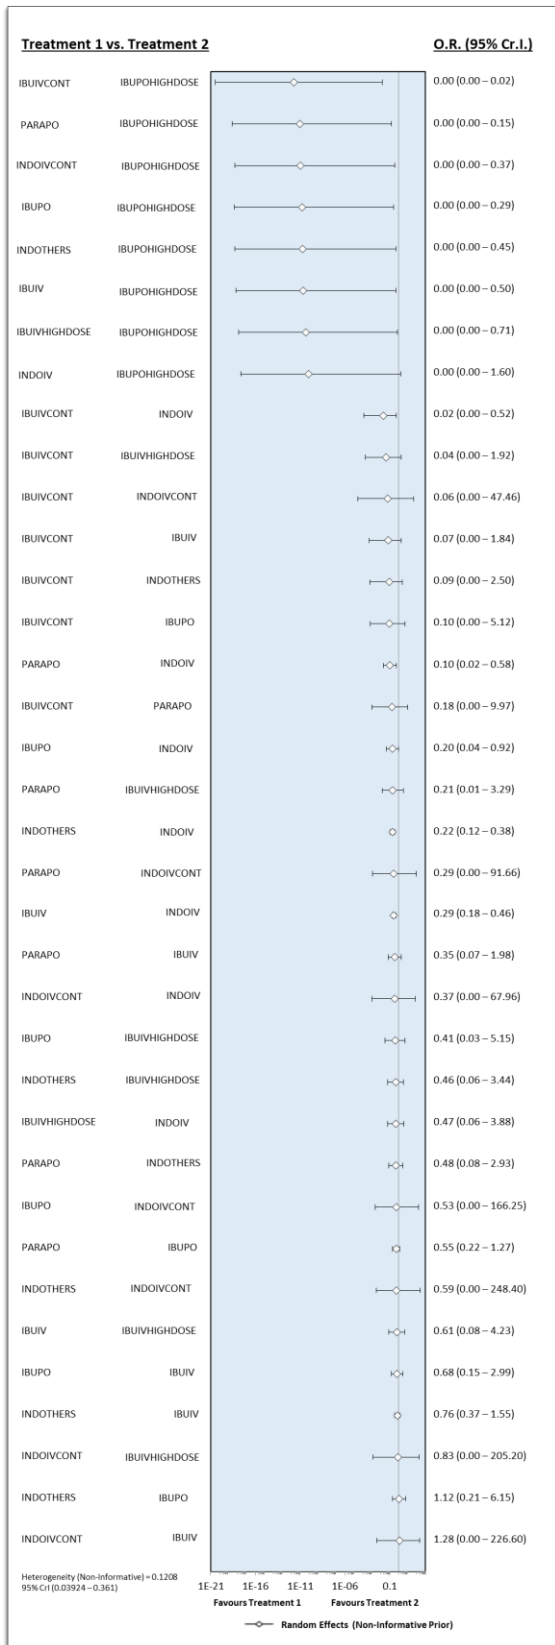 Treatment 1 vs. Treatment 2 O.R. (95% Cr.I.)
IBUIVCONT IBUPOHIGHDOSE 0.00 (0.00 – 0.02)
PARAPO IBUPOHIGHDOSE 0.00 (0.00 – 0.15)
INDOIVCONT IBUPOHIGHDOSE 0.00 (0.00 – 0.37)
IBUPO IBUPOHIGHDOSE 0.00 (0.00 – 0.29)
INDOTHERS IBUPOHIGHDOSE 0.00 (0.00 – 0.45)
IBUIV IBUPOHIGHDOSE 0.00 (0.00 – 0.50)
IBUIVHIGHDOSE IBUPOHIGHDOSE 0.00 (0.00 – 0.71)
INDOIV IBUPOHIGHDOSE 0.00 (0.00 – 1.60)
IBUIVCONT INDOIV 0.02 (0.00 – 0.52)
IBUIVCONT IBUIVHIGHDOSE 0.04 (0.00 – 1.92)
IBUIVCONT INDOIVCONT 0.06 (0.00 – 47.46)
IBUIVCONT IBUIV 0.07 (0.00 – 1.84)
IBUIVCONT INDOTHERS 0.09 (0.00 – 2.50)
IBUIVCONT IBUPO 0.10 (0.00 – 5.12)
PARAPO INDOIV 0.10 (0.02 – 0.58)
IBUIVCONT PARAPO 0.18 (0.00 – 9.97)
IBUPO INDOIV 0.20 (0.04 – 0.92)
PARAPO IBUIVHIGHDOSE 0.21 (0.01 – 3.29)
INDOTHERS INDOIV 0.22 (0.12 – 0.38)
PARAPO INDOIVCONT 0.29 (0.00 – 91.66)
IBUIV INDOIV 0.29 (0.18 – 0.46)
PARAPO IBUIV 0.35 (0.07 – 1.98)
INDOIVCONT INDOIV 0.37 (0.00 – 67.96)
IBUPO IBUIVHIGHDOSE 0.41 (0.03 – 5.15)
INDOTHERS IBUIVHIGHDOSE 0.46 (0.06 – 3.44)
IBUIVHIGHDOSE INDOIV 0.47 (0.06 – 3.88)
PARAPO INDOTHERS 0.48 (0.08 – 2.93)
IBUPO INDOIVCONT 0.53 (0.00 – 166.25)
PARAPO IBUPO 0.55 (0.22 – 1.27)
INDOTHERS INDOIVCONT 0.59 (0.00 – 248.40)
IBUIV IBUIVHIGHDOSE 0.61 (0.08 – 4.23)
IBUPO IBUIV 0.68 (0.15 – 2.99)
INDOTHERS IBUIV 0.76 (0.37 – 1.55)
INDOIVCONT IBUIVHIGHDOSE 0.83 (0.00 – 205.20)
INDOTHERS IBUPO 1.12 (0.21 – 6.15)
INDOIVCONT IBUIV 1.28 (0.00 – 226.60)
Heterogeneity (Non-Informative) = 0.1208
95% CrI (0.03924 – 0.361)
1E-21 1E-16 1E-11 1E-06 0.1
Favours Treatment 1 Favours Treatment 2
Random Effects (Non-Informative Prior)